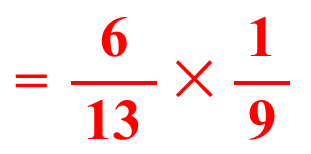 = 6/13 × 1/9